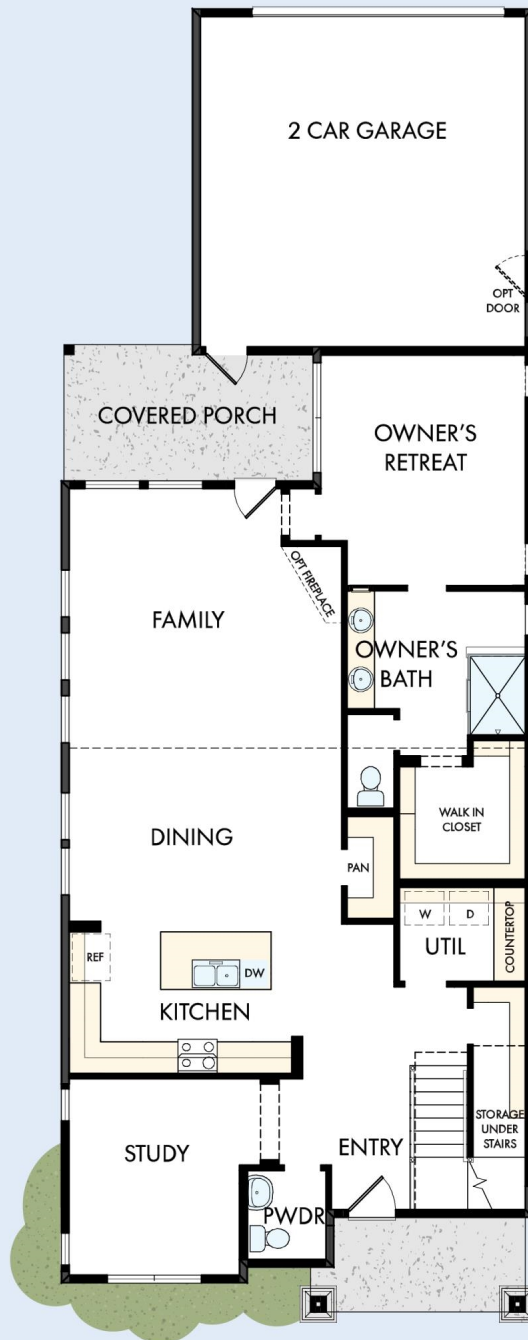 2 CAR GARAGE
OPT
DOOR
COVERED PORCH
OWNER'S
RETREAT
OPT FIREPLACE
FAMILY
OWNER'S
BATH
WALK IN
CLOSET
DINING
PAN
W
D
COUNTERTOP
UTIL
REF
DW
KITCHEN
STORAGE
UNDER
STAIRS
STUDY
ENTRY
PWDR